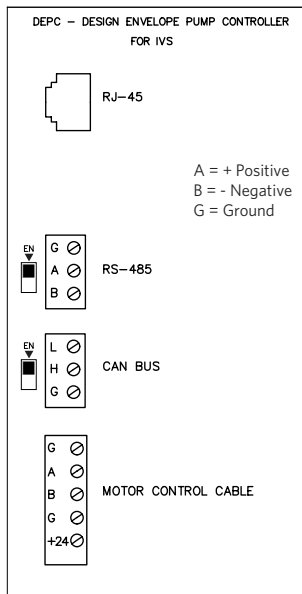 DEPC – DESIGN ENVELOPE PUMP CONTROLLER
FOR IVS
RJ–45
A = + Positive
B = - Negative
G = Ground
EN
G
A
B
RS–485
EN
L
H
G
CAN BUS
G
A
B
G
+24
MOTOR CONTROL CABLE